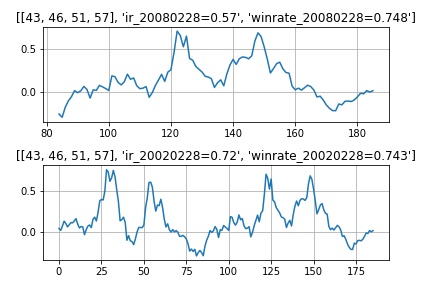 [[43, 46, 51, 57], 'ir_20080228=0.57', 'winrate_20080228=0.748']
0.5
0.0
80 100 120 140 160 180
[[43, 46, 51, 57], 'ir_20020228=0.72', 'winrate_20020228=0.743']
0.5
0.0
0 25 50 75 100 125 150 175